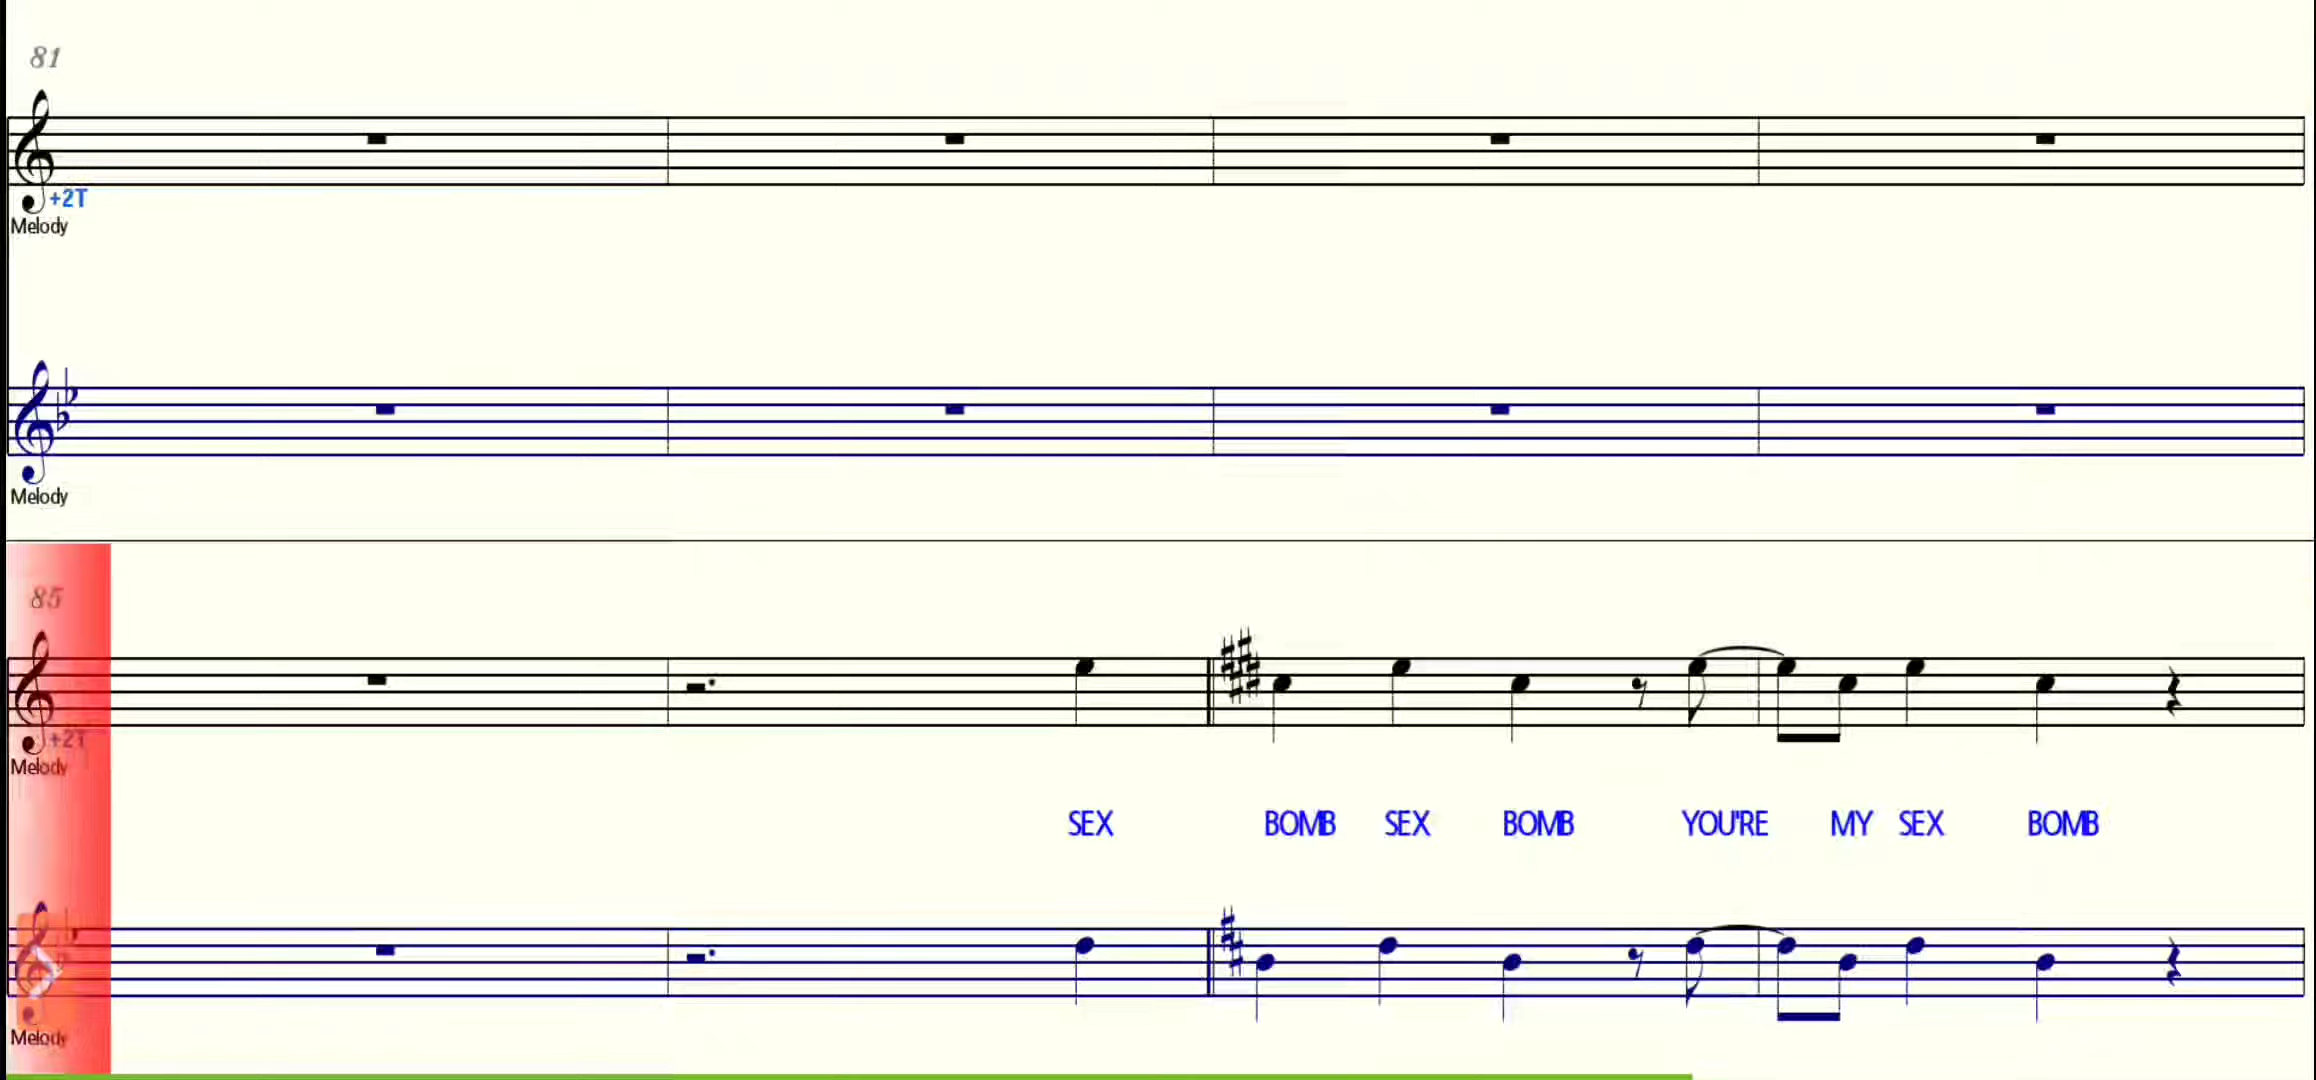 81
+2T
Melody
Melody
85
+2T
Melody
SEX BOMB SEX BOMB YOU'RE MY SEX BOMB
Melody